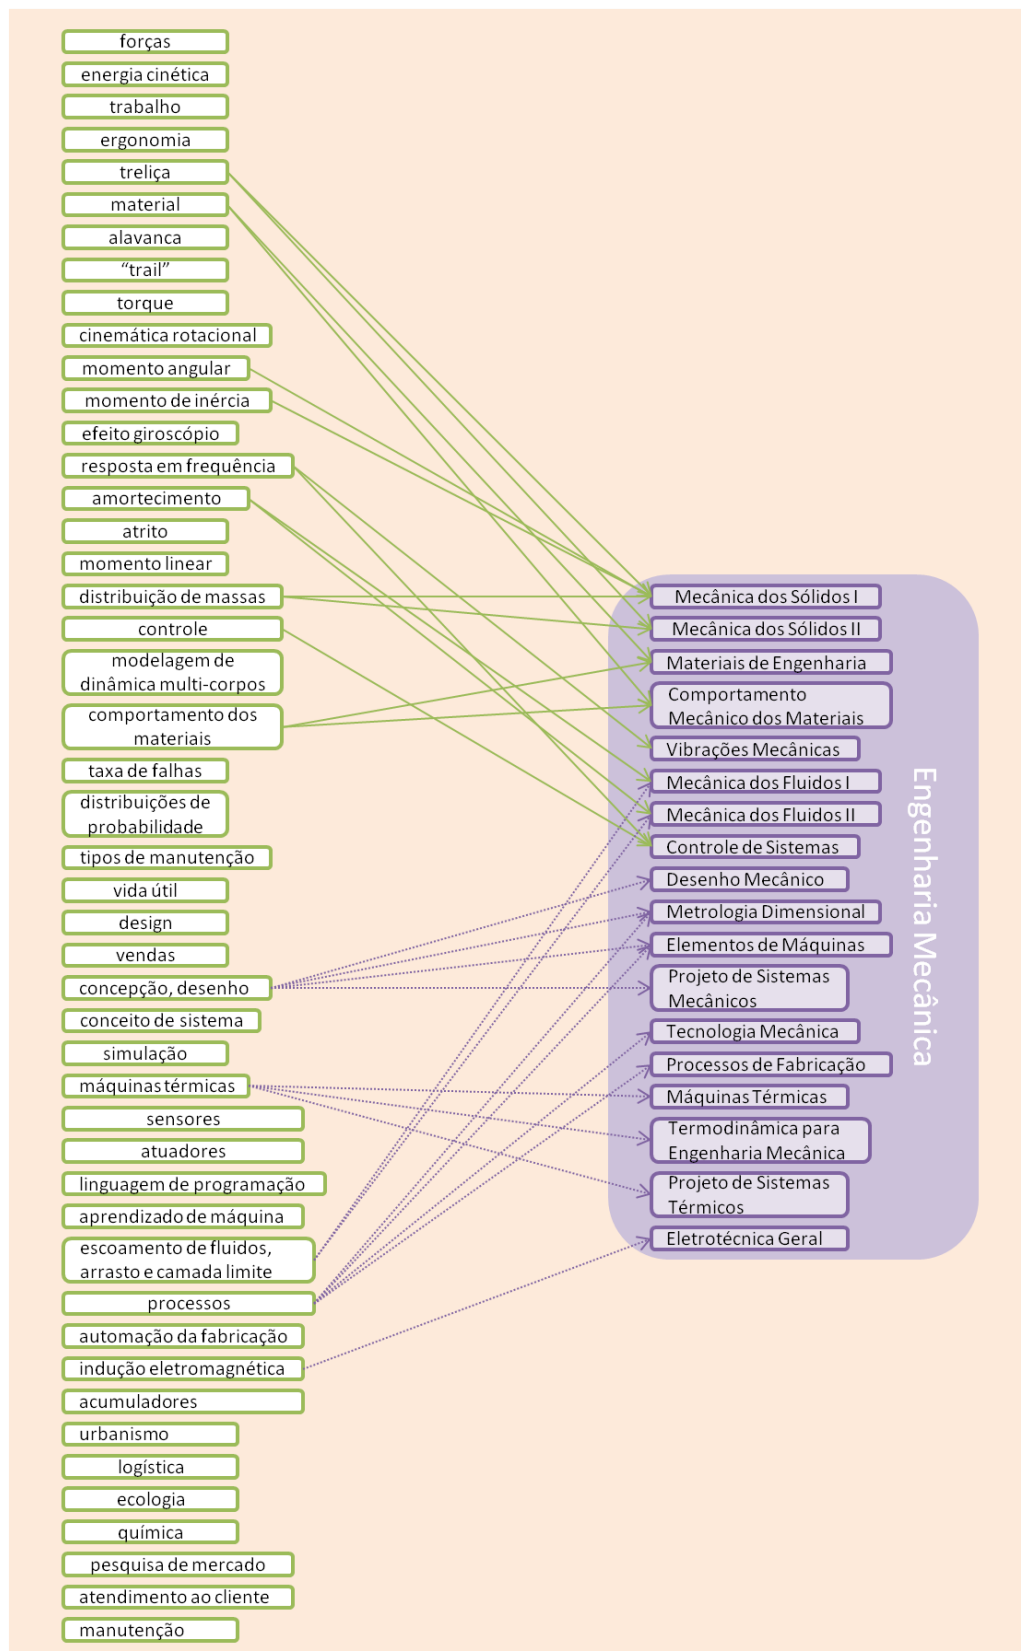 forças
energia cinética
trabalho
ergonomia
treliça
material
alavanca
“trail”
torque
cinemática rotacional
momento angular
momento de inércia
efeito giroscópio
resposta em frequência
amortecimento
atrito
momento linear
distribuição de massas
controle
modelagem de
dinâmica multi-corpos
comportamento dos
materiais
taxa de falhas
distribuições de
probabilidade
tipos de manutenção
vida útil
design
vendas
concepção, desenho
conceito de sistema
simulação
máquinas térmicas
sensores
atuadores
linguagem de programação
aprendizado de máquina
escoamento de fluidos,
arrasto e camada limite
processos
automação da fabricação
indução eletromagnética
acumuladores
urbanismo
logística
ecologia
química
pesquisa de mercado
atendimento ao cliente
manutenção
Mecânica dos Sólidos I
Mecânica dos Sólidos II
Materiais de Engenharia
Comportamento
Mecânico dos Materiais
Vibrações Mecânicas
Mecânica dos Fluidos I
Mecânica dos Fluidos II
Controle de Sistemas
Desenho Mecânico
Metrologia Dimensional
Elementos de Máquinas
Projeto de Sistemas
Mecânicos
Tecnologia Mecânica
Processos de Fabricação
Máquinas Térmicas
Termodinâmica para
Engenharia Mecânica
Projeto de Sistemas
Térmicos
Eletrotécnica Geral
Engenharia Mecânica